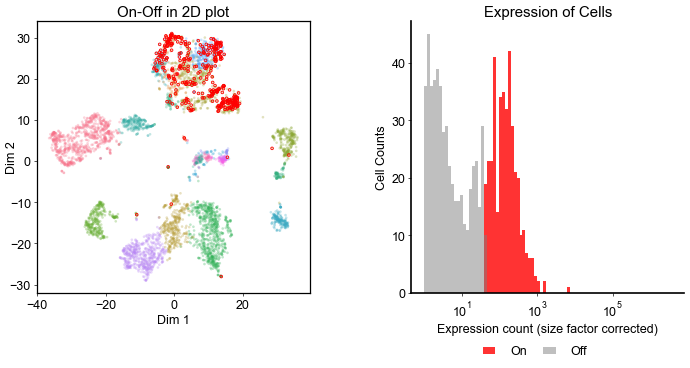 On-Off in 2D plot
Dim 2
30
20
10
0
−10
−20
−30
−40
−20
0
20
Dim 1
Expression of Cells
Cell Counts
40
30
20
10
0
10^1
10^3
10^5
Expression count (size factor corrected)
On
Off